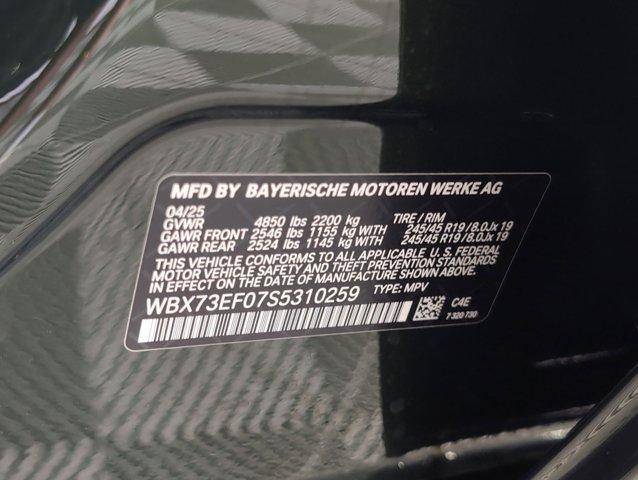 MFD BY BAYERISCHE MOTOREN WERKE AG
04/25
GVWR 4850 lbs 2200 kg TIRE / RIM
GAWR FRONT 2546 lbs 1155 kg WITH 245/45 R19 / 8.0Jx 19
GAWR REAR 2524 lbs 1145 kg WITH 245/45 R19 / 8.0Jx 19
THIS VEHICLE CONFORMS TO ALL APPLICABLE U. S. FEDERAL
MOTOR VEHICLE SAFETY, BUMPER AND THEFT PREVENTION STANDARDS
IN EFFECT ON THE DATE OF MANUFACTURE SHOWN ABOVE.
WBX73EF07S5310259 TYPE: MPV
C4E
7 320 730